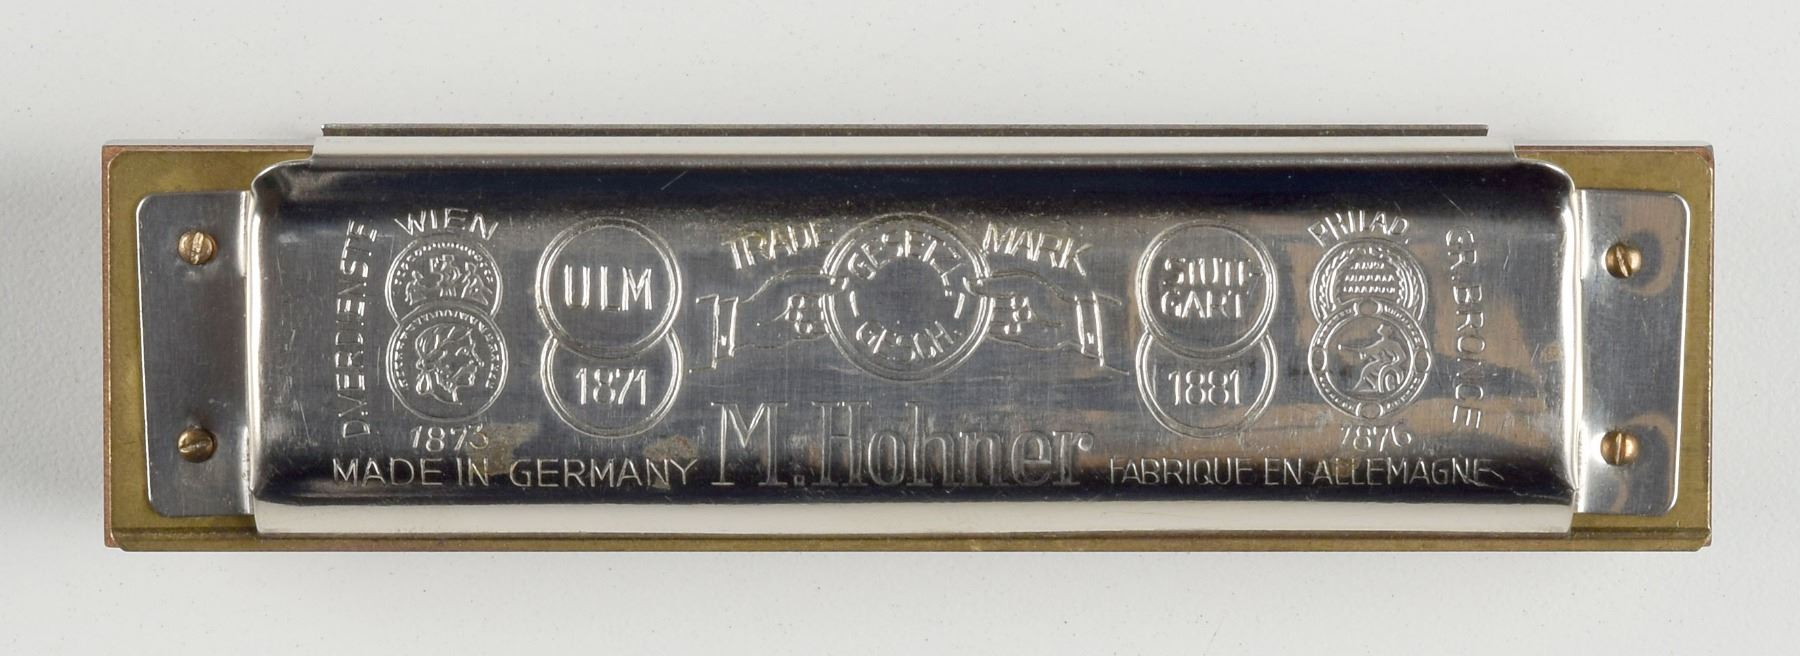 D.VERDIENSTE
WIEN
1873
ULM
1871
TRADE MARK
GESETZL.
GESCH.
STUTT-
GART
1881
PHILAD.
1876
GR.BRONCE
MADE IN GERMANY
M.Hohner
FABRIQUÉ EN ALLEMAGNE